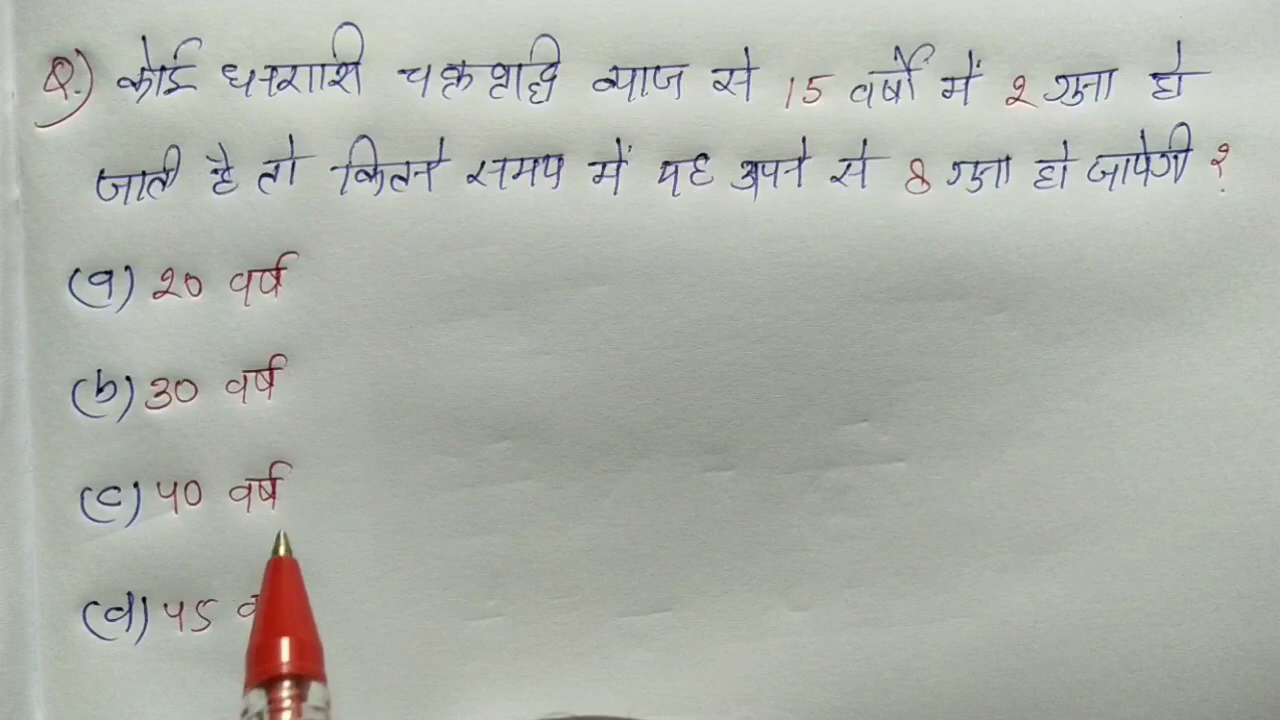 Q.) कोई धनराशी चक्रवृद्धि ब्याज से 15 वर्षों में 2 गुना हो
जाती है तो कितने समय में यह अपने से 8 गुना हो जायेगी ?
(a) 20 वर्ष
(b) 30 वर्ष
(c) 40 वर्ष
(d) 45 व